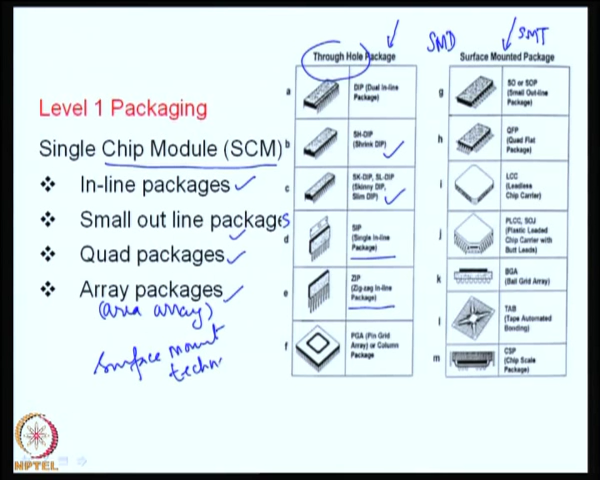 SMD
SMT
Through Hole Package
Surface Mounted Package
Level 1 Packaging
Single Chip Module (SCM)
❖ In-line packages
❖ Small out line packages
❖ Quad packages
❖ Array packages
(area array)
Surface mount
techn
a
DIP (Dual In-line
Package)
b
SH-DIP
(Shrink DIP)
c
SK-DIP, SL-DIP
(Skinny DIP,
Slim DIP)
d
SIP
(Single In-line
Package)
e
ZIP
(Zig-zag In-line
Package)
f
PGA (Pin Grid
Array) or Column
Package
g
SO or SOP
(Small Out-line
Package)
h
QFP
(Quad Flat
Package)
i
LCC
(Leadless
Chip Carrier)
j
PLCC, SOJ
(Plastic Leaded
Chip Carrier with
Butt Leads)
k
BGA
(Ball Grid Array)
l
TAB
(Tape Automated
Bonding)
m
CSP
(Chip Scale
Package)
NPTEL